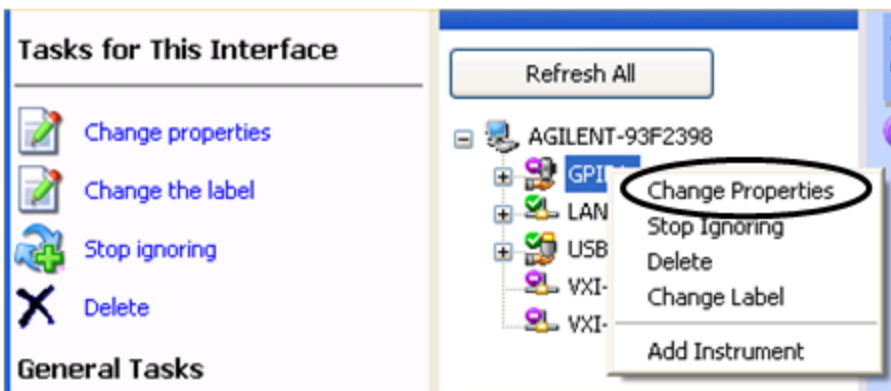 Tasks for This Interface
Change properties
Change the label
Stop ignoring
Delete
General Tasks
Refresh All
AGILENT-93F2398
LAN
USB
VXI-
VXI-
Change Properties
Stop Ignoring
Delete
Change Label
Add Instrument